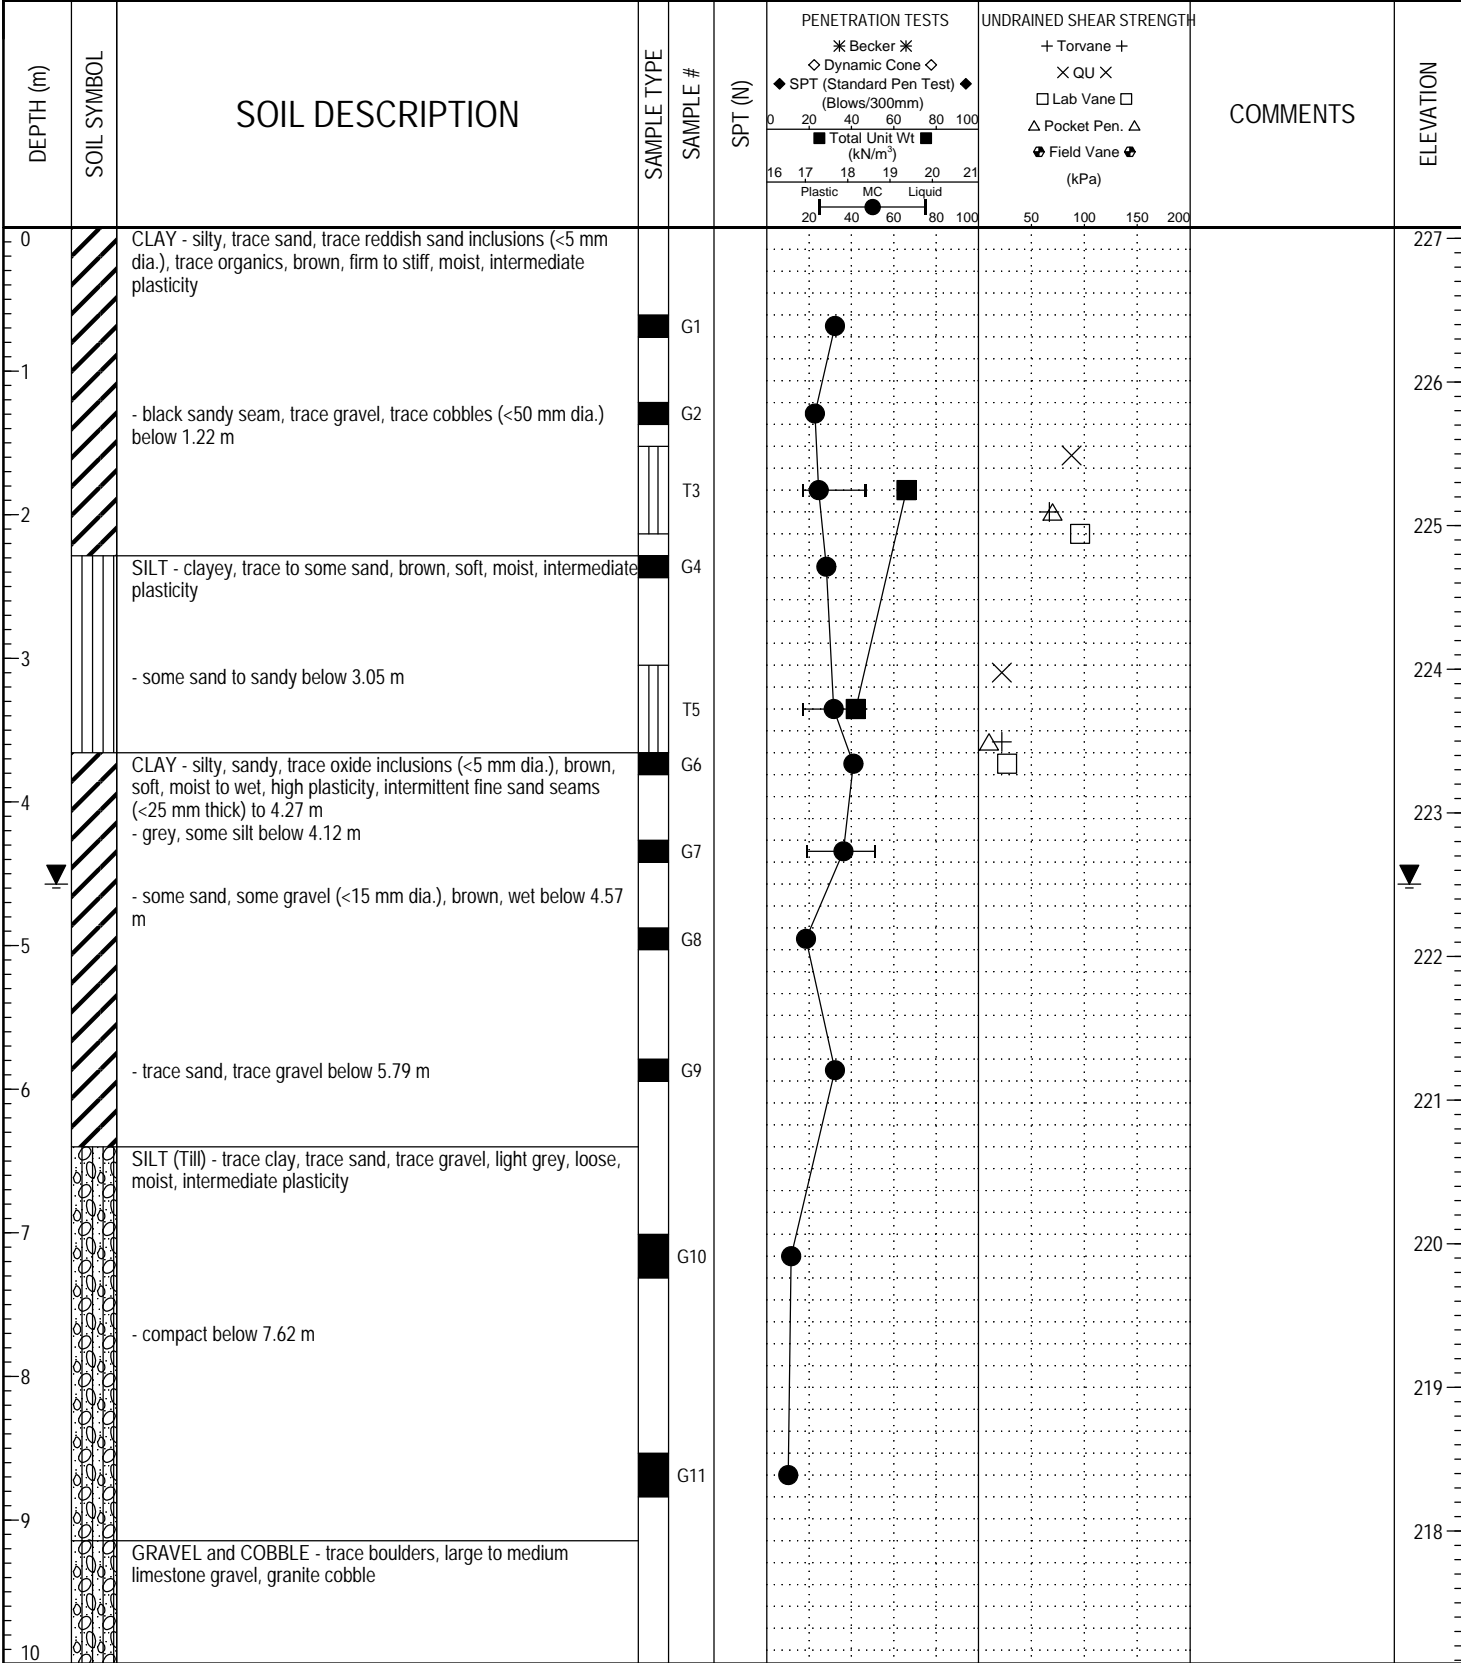 DEPTH (m)
SOIL SYMBOL
SOIL DESCRIPTION
SAMPLE TYPE
SAMPLE #
SPT (N)
PENETRATION TESTS
✳ Becker ✳
◇ Dynamic Cone ◇
◆ SPT (Standard Pen Test) ◆
(Blows/300mm)
0 20 40 60 80 100
■ Total Unit Wt ■
(kN/m³)
16 17 18 19 20 21
Plastic MC Liquid
20 40 60 80 100
UNDRAINED SHEAR STRENGTH
+ Torvane +
× QU ×
□ Lab Vane □
△ Pocket Pen. △
Field Vane
(kPa)
50 100 150 200
COMMENTS
ELEVATION
0
CLAY - silty, trace sand, trace reddish sand inclusions (<5 mm
dia.), trace organics, brown, firm to stiff, moist, intermediate
plasticity
227
G1
1
226
- black sandy seam, trace gravel, trace cobbles (<50 mm dia.)
below 1.22 m
G2
T3
2
225
SILT - clayey, trace to some sand, brown, soft, moist, intermediate
plasticity
G4
3
224
- some sand to sandy below 3.05 m
T5
CLAY - silty, sandy, trace oxide inclusions (<5 mm dia.), brown,
soft, moist to wet, high plasticity, intermittent fine sand seams
(<25 mm thick) to 4.27 m
- grey, some silt below 4.12 m
G6
4
223
G7
- some sand, some gravel (<15 mm dia.), brown, wet below 4.57
m
G8
5
222
- trace sand, trace gravel below 5.79 m
G9
6
221
SILT (Till) - trace clay, trace sand, trace gravel, light grey, loose,
moist, intermediate plasticity
7
220
G10
- compact below 7.62 m
8
219
G11
9
218
GRAVEL and COBBLE - trace boulders, large to medium
limestone gravel, granite cobble
10